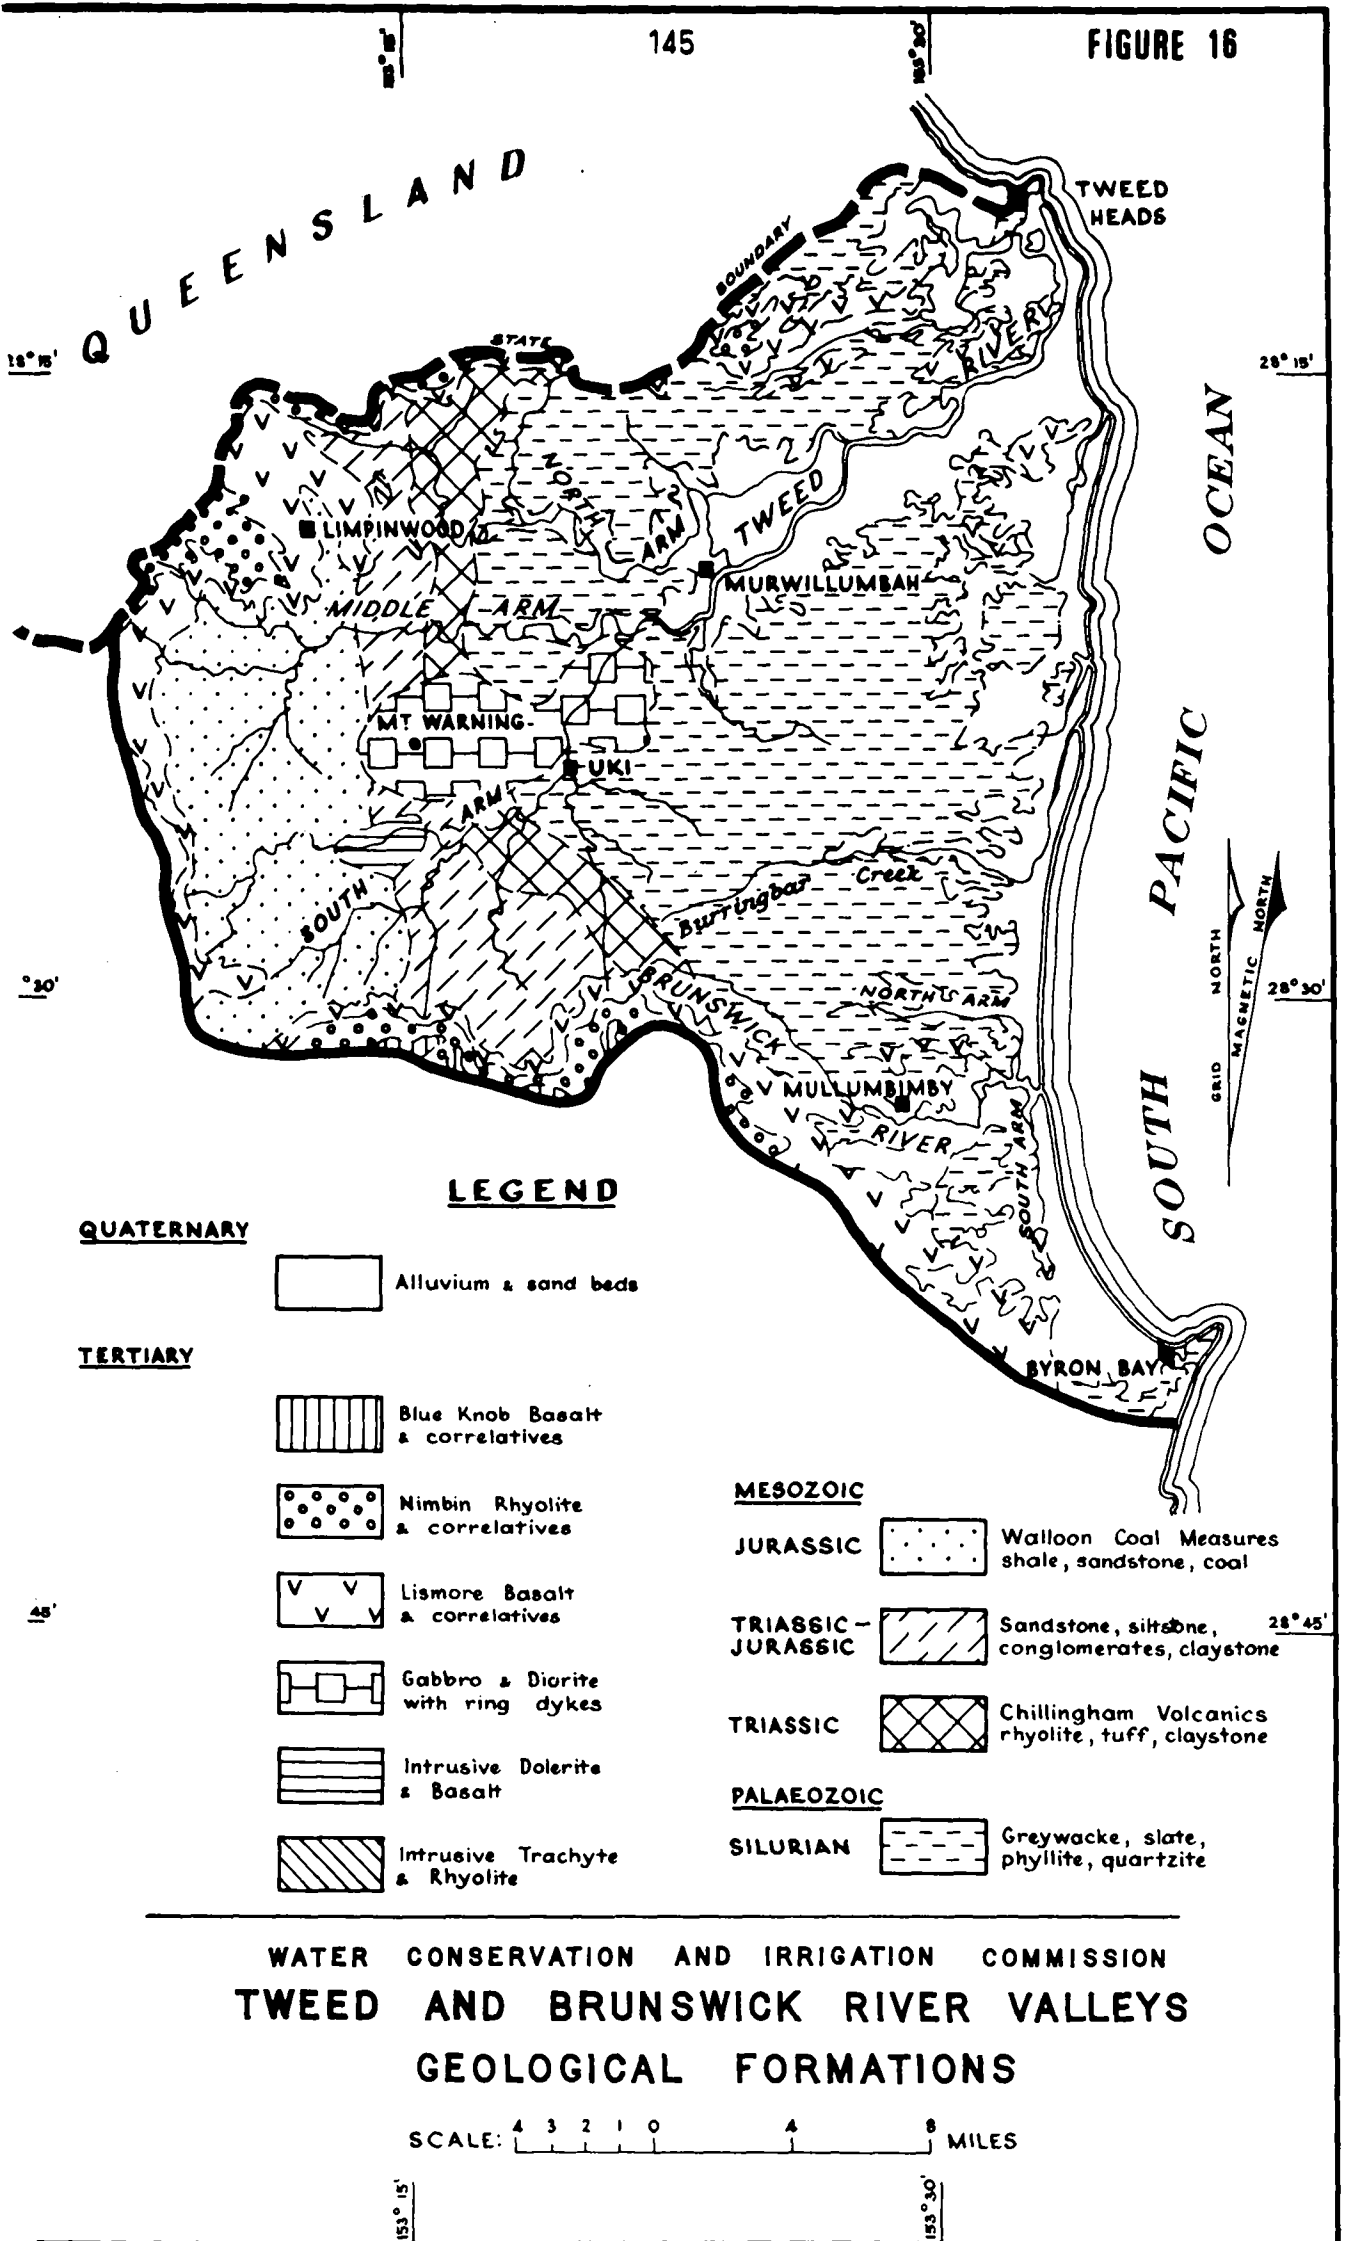 145
FIGURE 16
QUEENSLAND
TWEED
HEADS
BOUNDARY
STATE
28° 15'
RIVER
OCEAN
NORTH
ARM
TWEED
LIMPINWOOD
MURWILLUMBAH
MIDDLE ARM
MT WARNING
UKI
ARM
SOUTH
PACIFIC
Burringbar Creek
BRUNSWICK
NORTH ARM
GRID NORTH
MAGNETIC NORTH
28° 30'
MULLUMBIMBY
RIVER
SOUTH ARM
SOUTH
BYRON BAY
LEGEND
QUATERNARY
Alluvium & sand beds
TERTIARY
Blue Knob Basalt
& correlatives
Nimbin Rhyolite
& correlatives
Lismore Basalt
& correlatives
Gabbro & Diorite
with ring dykes
Intrusive Dolerite
& Basalt
Intrusive Trachyte
& Rhyolite
MESOZOIC
JURASSIC
Walloon Coal Measures
shale, sandstone, coal
TRIASSIC-
JURASSIC
Sandstone, siltstone,
conglomerates, claystone
28° 45'
45'
TRIASSIC
Chillingham Volcanics
rhyolite, tuff, claystone
PALAEOZOIC
SILURIAN
Greywacke, slate,
phyllite, quartzite
WATER CONSERVATION AND IRRIGATION COMMISSION
TWEED AND BRUNSWICK RIVER VALLEYS
GEOLOGICAL FORMATIONS
SCALE: 4 3 2 1 0 4 8 MILES
153° 15'
153° 30'